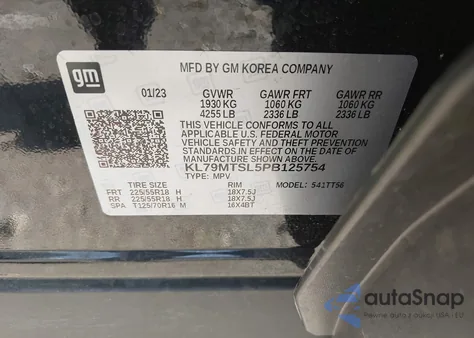 gm
MFD BY GM KOREA COMPANY
01/23 GVWR GAWR FRT GAWR RR
1930 KG 1060 KG 1060 KG
4255 LB 2336 LB 2336 LB
THIS VEHICLE CONFORMS TO ALL
APPLICABLE U.S. FEDERAL MOTOR
VEHICLE SAFETY AND THEFT PREVENTION
STANDARDS IN EFFECT ON THE DATE OF
MANUFACTURE SHOWN ABOVE.
KL79MTSL5PB125754
TYPE: MPV
TIRE SIZE RIM MODEL: 541TT56
FRT 225/55R18 H 18X7.5J
RR 225/55R18 H 18X7.5J
SPA T125/70R16 M 16X4BT
autoSnap